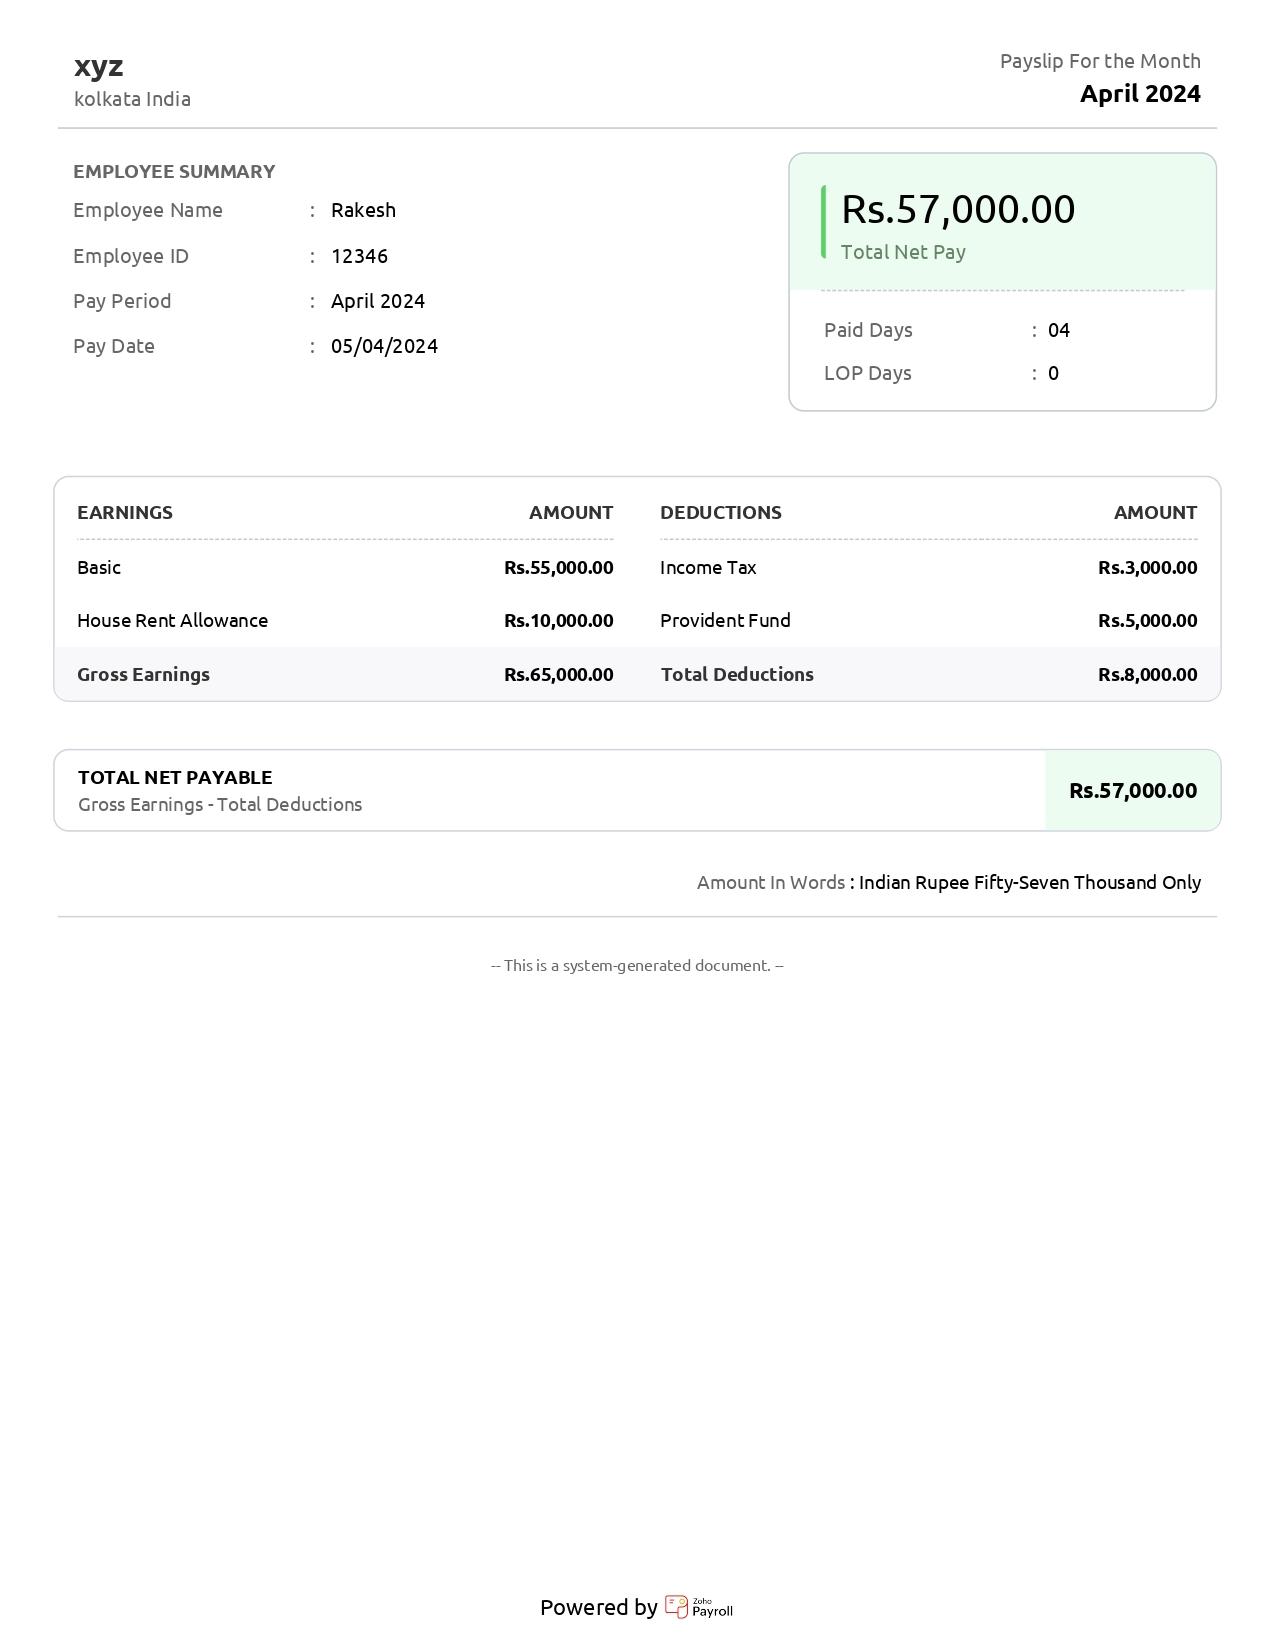 xyz
kolkata India
Payslip For the Month
April 2024
EMPLOYEE SUMMARY
Employee Name : Rakesh
Employee ID : 12346
Pay Period : April 2024
Pay Date : 05/04/2024
Rs.57,000.00
Total Net Pay
Paid Days : 04
LOP Days : 0
EARNINGS AMOUNT DEDUCTIONS AMOUNT
Basic Rs.55,000.00 Income Tax Rs.3,000.00
House Rent Allowance Rs.10,000.00 Provident Fund Rs.5,000.00
Gross Earnings Rs.65,000.00 Total Deductions Rs.8,000.00
TOTAL NET PAYABLE
Gross Earnings - Total Deductions
Rs.57,000.00
Amount In Words : Indian Rupee Fifty-Seven Thousand Only
-- This is a system-generated document. --
Powered by Zoho Payroll